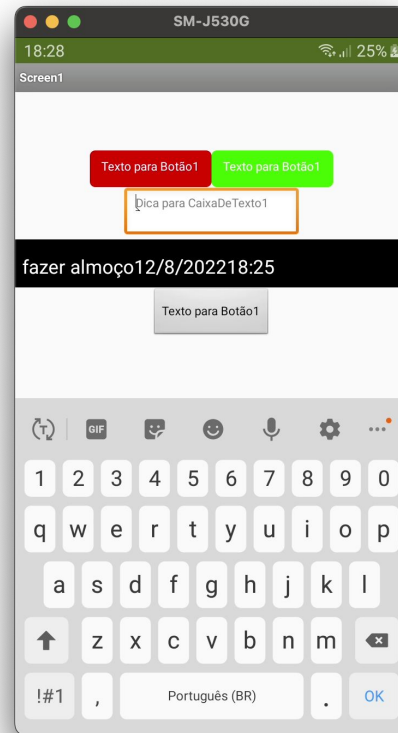 SM-J530G
18:28 25%
Screen1
Texto para Botão1 Texto para Botão1
Dica para CaixaDeTexto1
fazer almoço12/8/202218:25
Texto para Botão1
T GIF
1 2 3 4 5 6 7 8 9 0
q w e r t y u i o p
a s d f g h j k l
z x c v b n m
!#1 , Português (BR) . OK